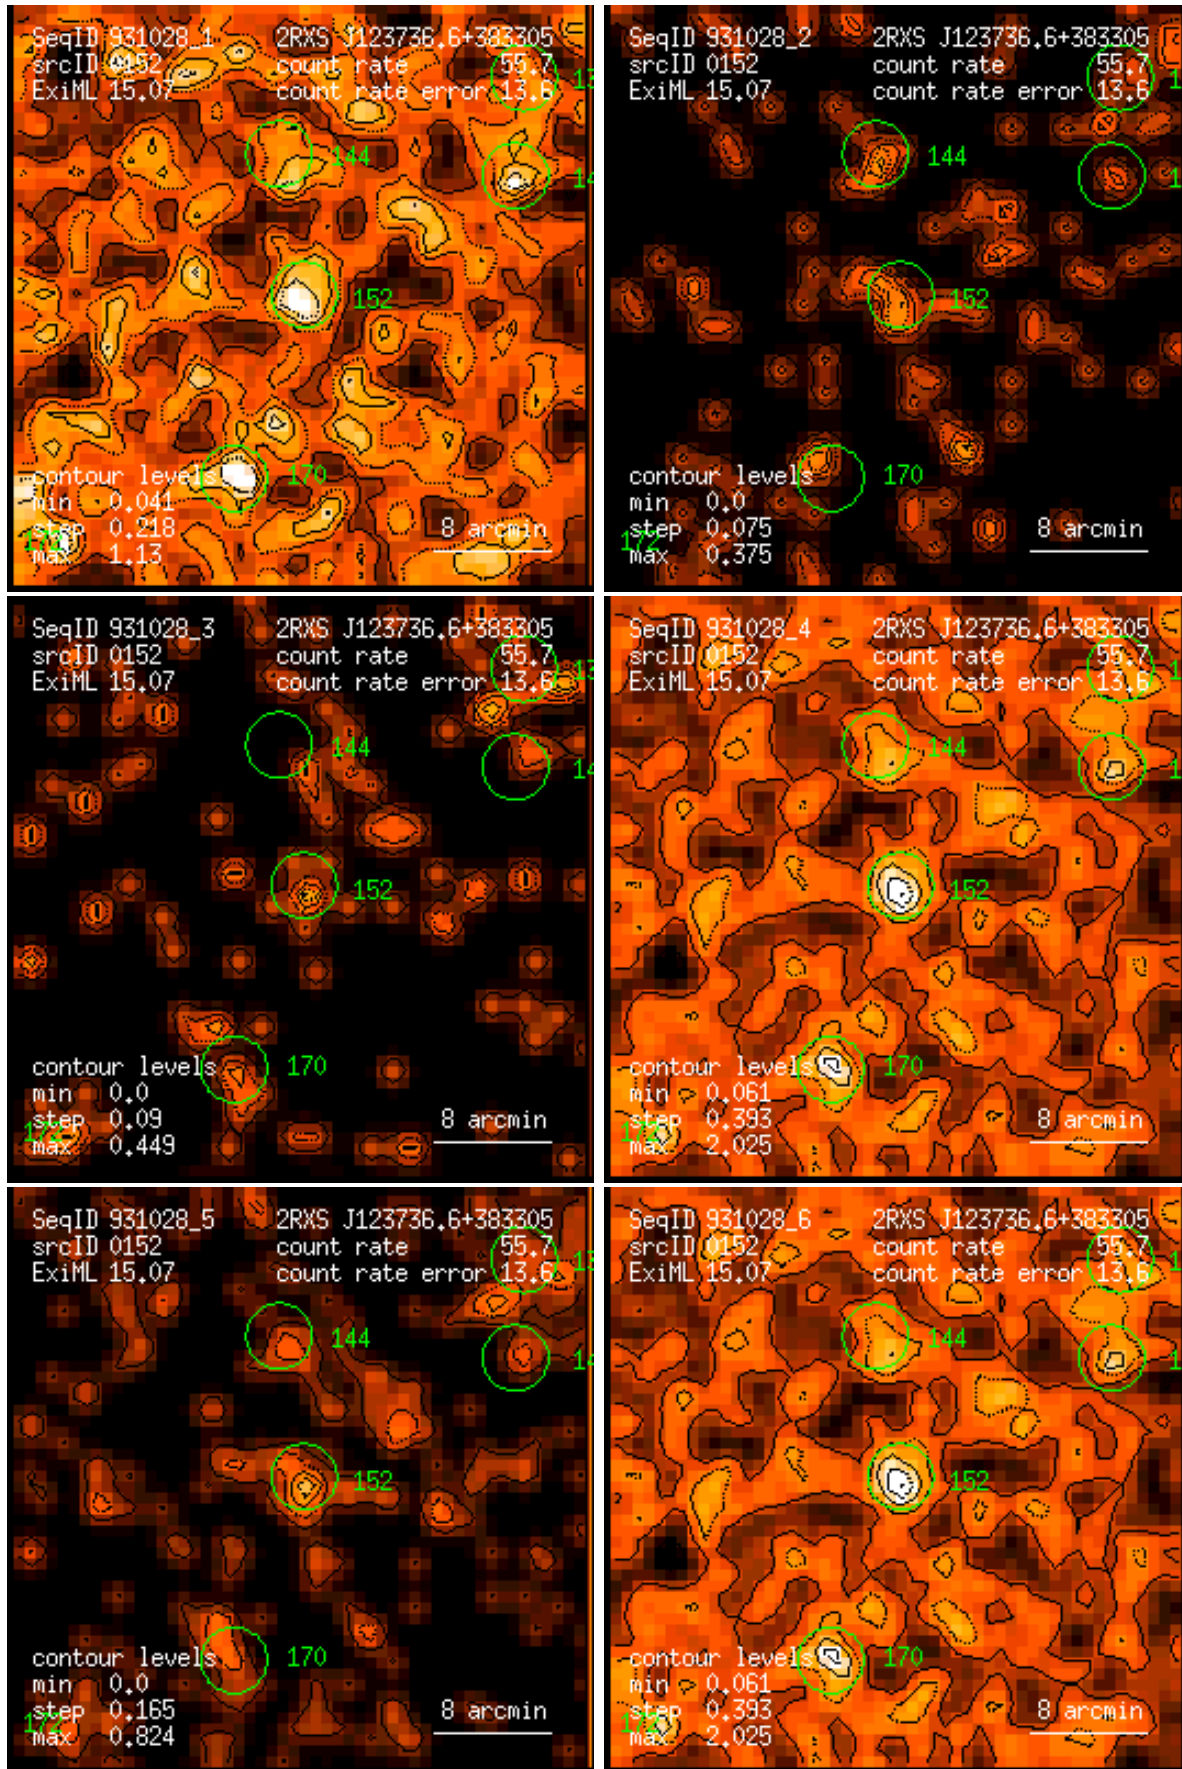 SeqID 931028_1 2RXS J123736.6+383305
srcID 0152 count rate 55.7
ExiML 15.07 count rate error 13.6
144
152
170
contour levels
min 0.041
step 0.218 8 arcmin
max 1.13
SeqID 931028_2 2RXS J123736.6+383305
srcID 0152 count rate 55.7
ExiML 15.07 count rate error 13.6
144
152
170
contour levels
min 0.0
step 0.075 8 arcmin
172
max 0.375
SeqID 931028_3 2RXS J123736.6+383305
srcID 0152 count rate 55.7
ExiML 15.07 count rate error 13.6
144
152
170
contour levels
min 0.0
step 0.09 8 arcmin
172
max 0.449
SeqID 931028_4 2RXS J123736.6+383305
srcID 0152 count rate 55.7
ExiML 15.07 count rate error 13.6
144
152
170
contour levels
min 0.061
step 0.393 8 arcmin
172
max 2.025
SeqID 931028_5 2RXS J123736.6+383305
srcID 0152 count rate 55.7
ExiML 15.07 count rate error 13.6
144
152
170
contour levels
min 0.0
step 0.165 8 arcmin
172
max 0.824
SeqID 931028_6 2RXS J123736.6+383305
srcID 0152 count rate 55.7
ExiML 15.07 count rate error 13.6
144
152
170
contour levels
min 0.061
step 0.393 8 arcmin
172
max 2.025